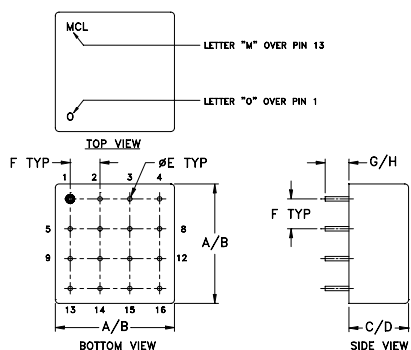 MCL
LETTER "M" OVER PIN 13
O
LETTER "O" OVER PIN 1
TOP VIEW
F TYP
ØE TYP
G/H
1 2 3 4
F TYP
5 8
A/B
9 12
13 14 15 16
A/B
C/D
BOTTOM VIEW
SIDE VIEW